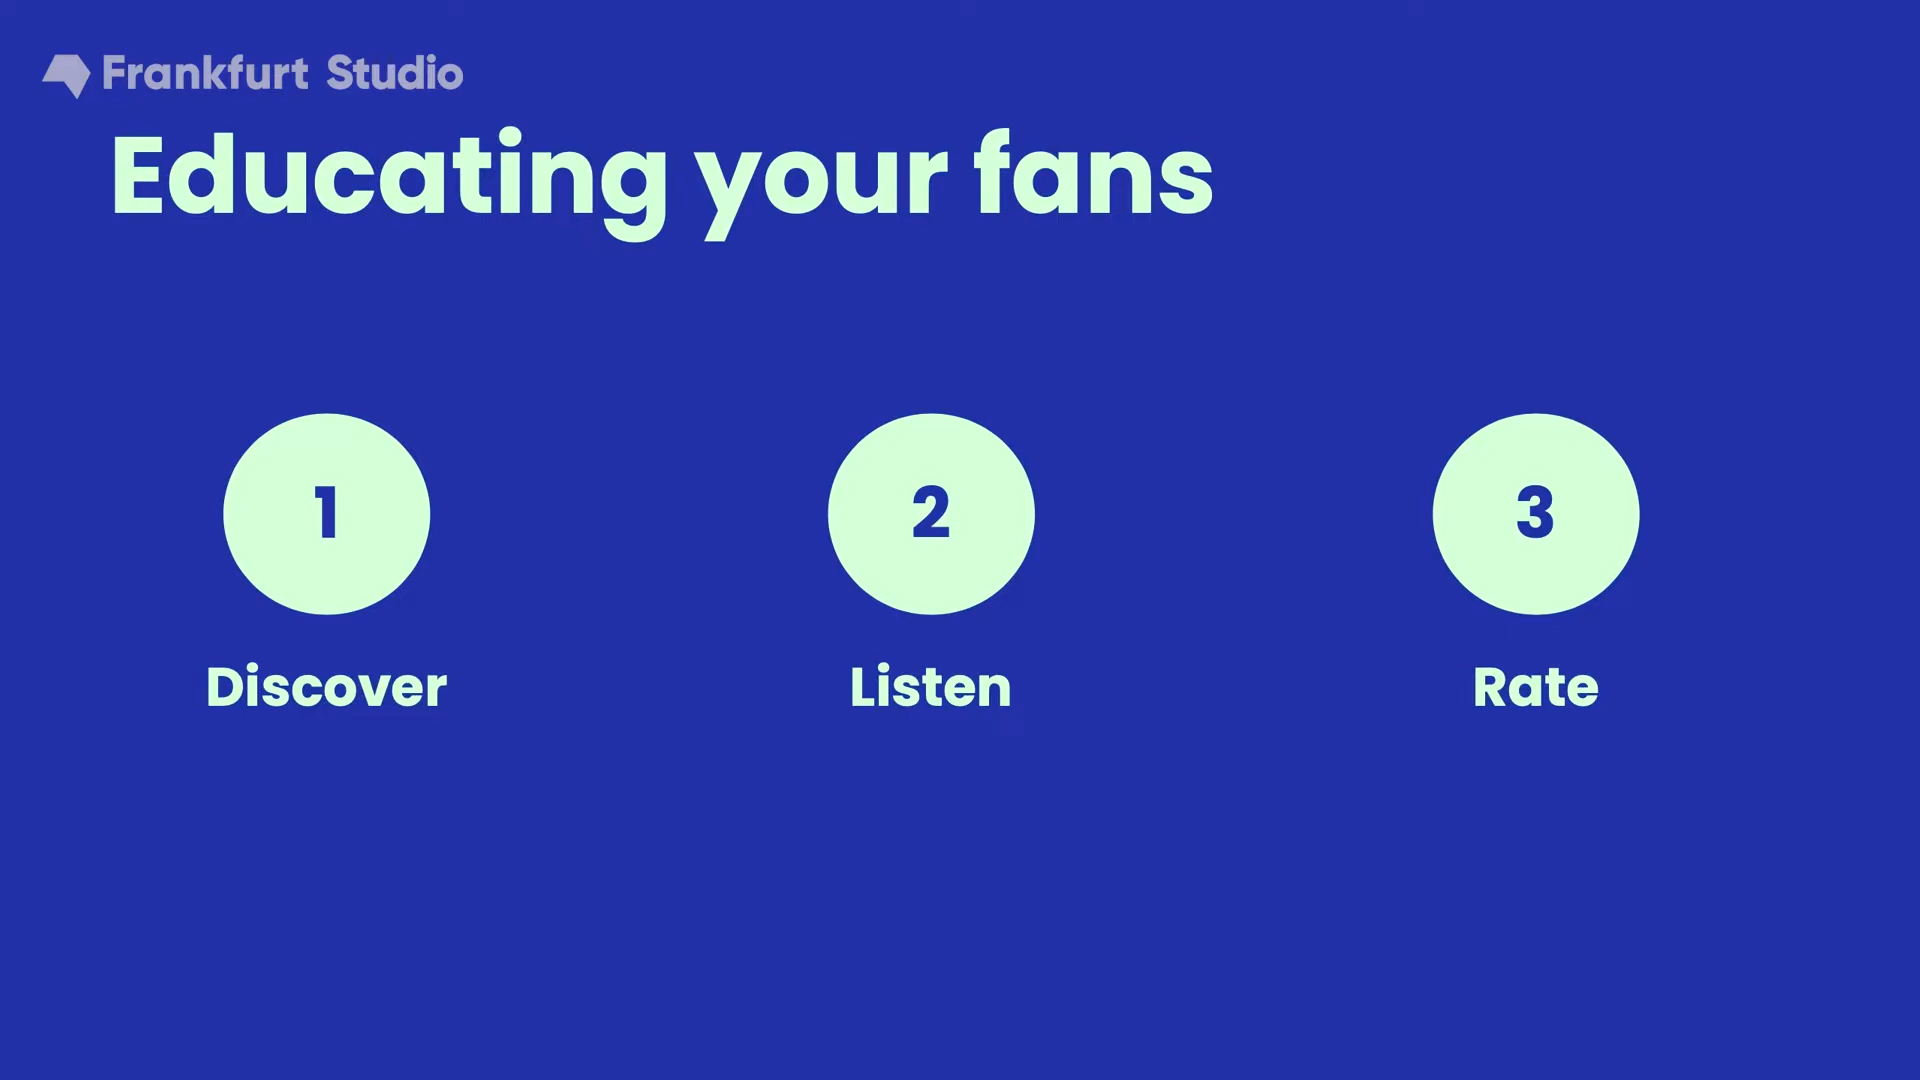 Frankfurt Studio
Educating your fans
1
2
3
Discover
Listen
Rate